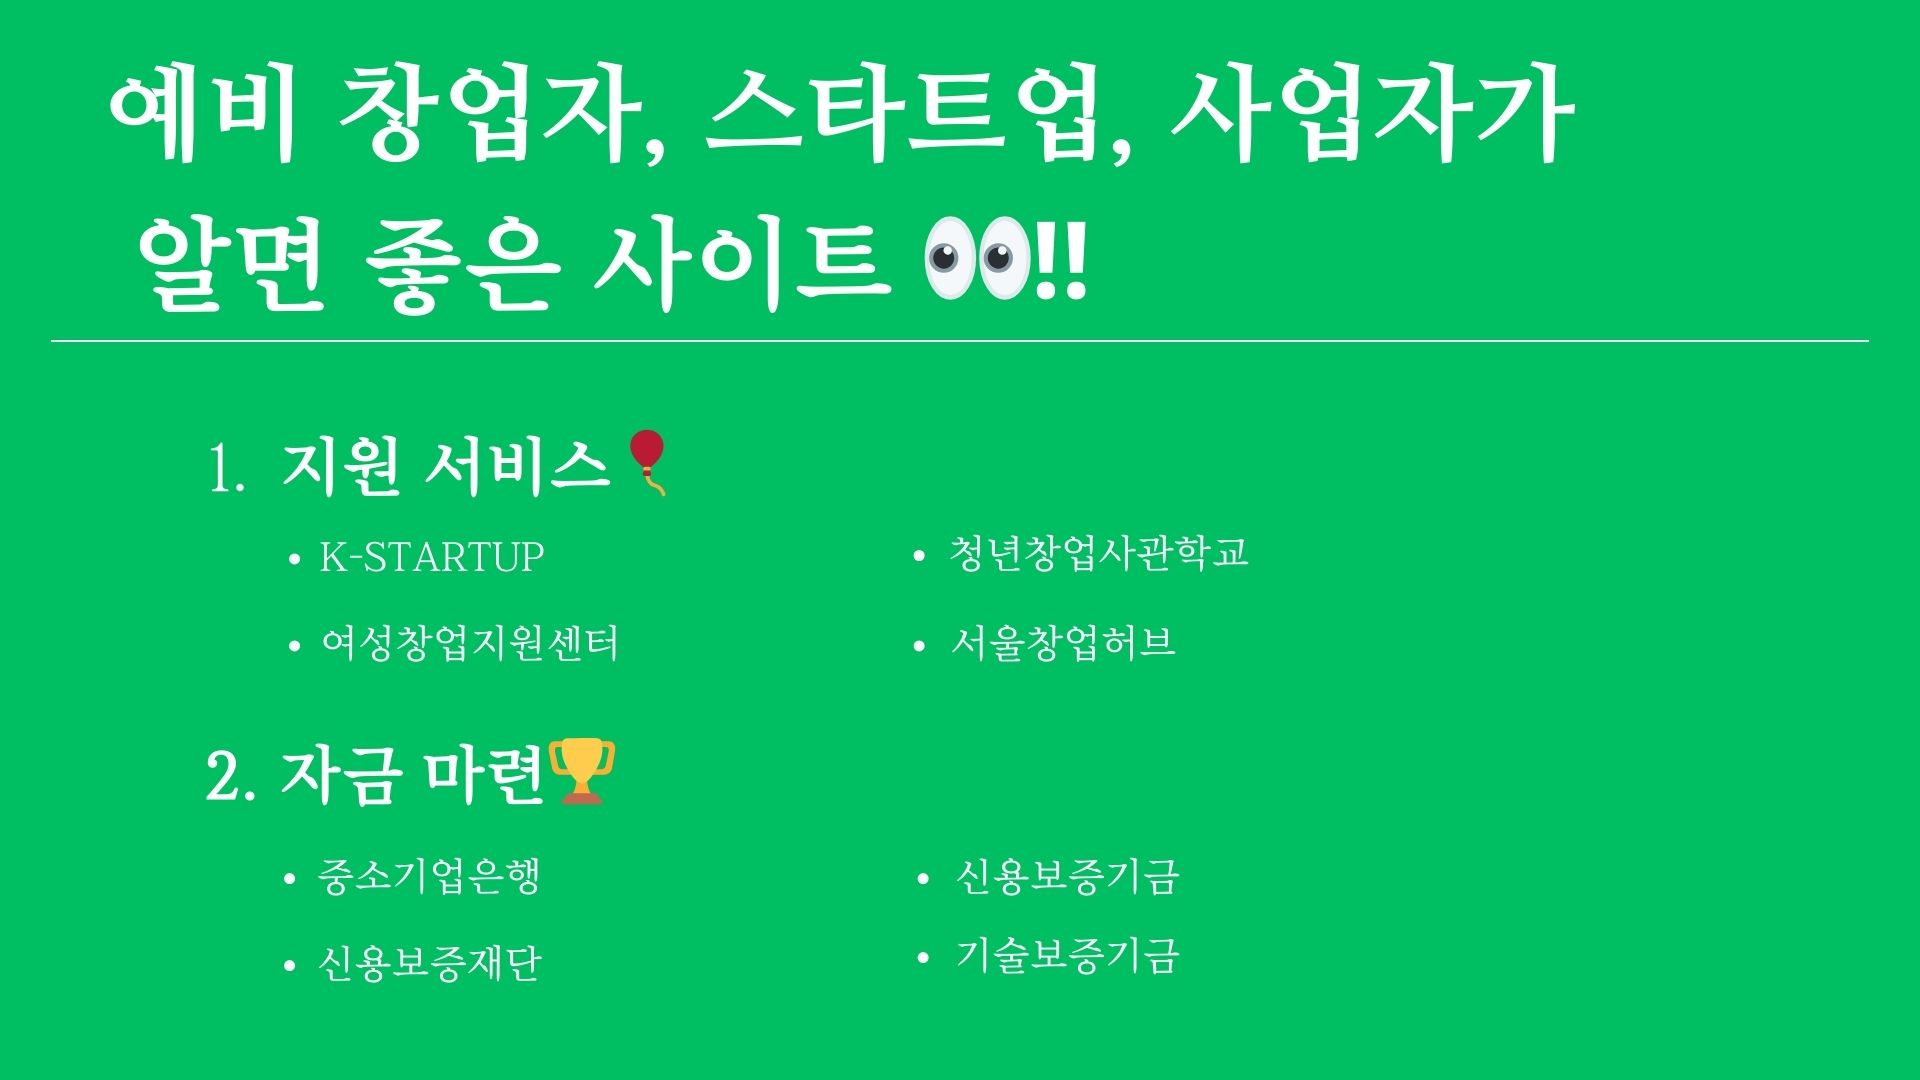 예비 창업자, 스타트업, 사업자가
알면 좋은 사이트 👀!!
1. 지원 서비스🎈
• K-STARTUP
• 청년창업사관학교
• 여성창업지원센터
• 서울창업허브
2. 자금 마련🏆
• 중소기업은행
• 신용보증기금
• 신용보증재단
• 기술보증기금